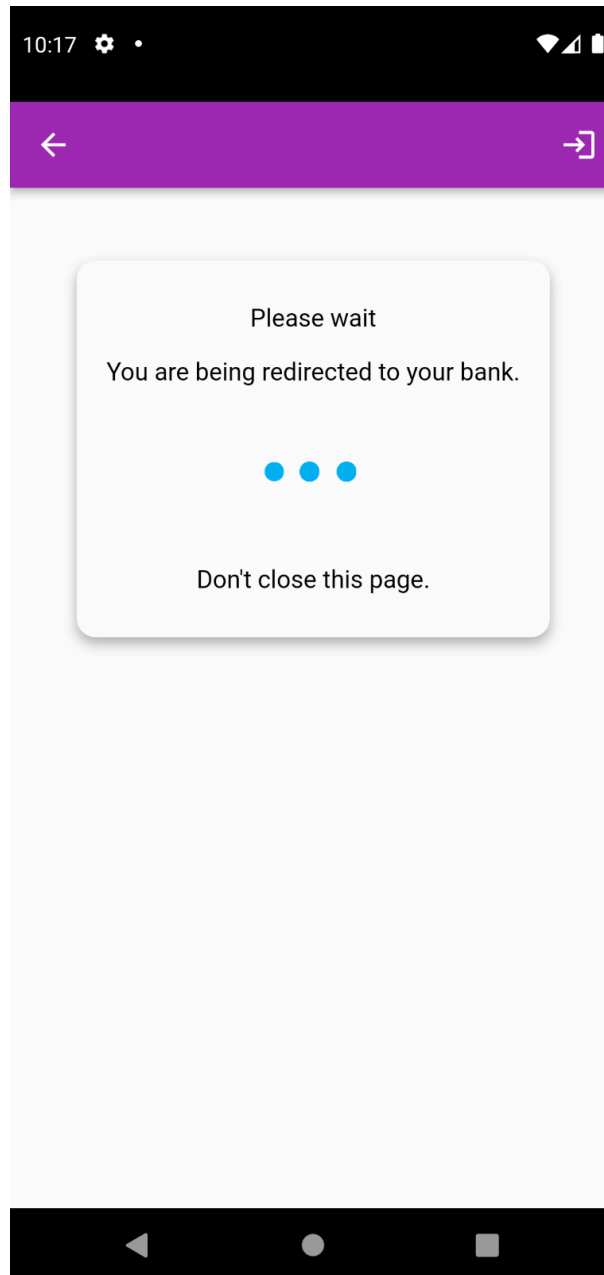 10:17
Please wait
You are being redirected to your bank.
Don't close this page.